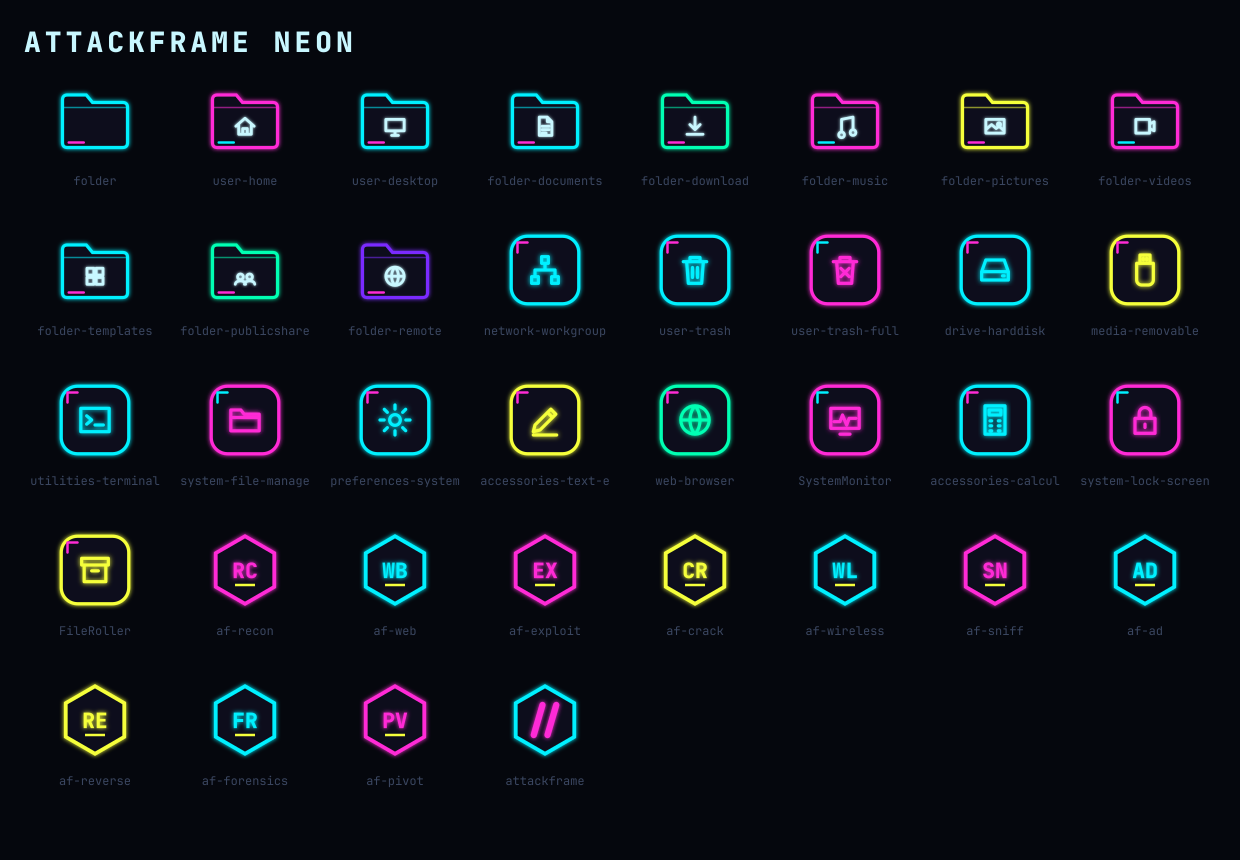 ATTACKFRAME NEON
folder user-home user-desktop folder-documents folder-download folder-music folder-pictures folder-videos
folder-templates folder-publicshare folder-remote network-workgroup user-trash user-trash-full drive-harddisk media-removable
utilities-terminal system-file-manage preferences-system accessories-text-e web-browser SystemMonitor accessories-calcul system-lock-screen
RC WB EX CR WL SN AD
FileRoller af-recon af-web af-exploit af-crack af-wireless af-sniff af-ad
RE FR PV
af-reverse af-forensics af-pivot attackframe